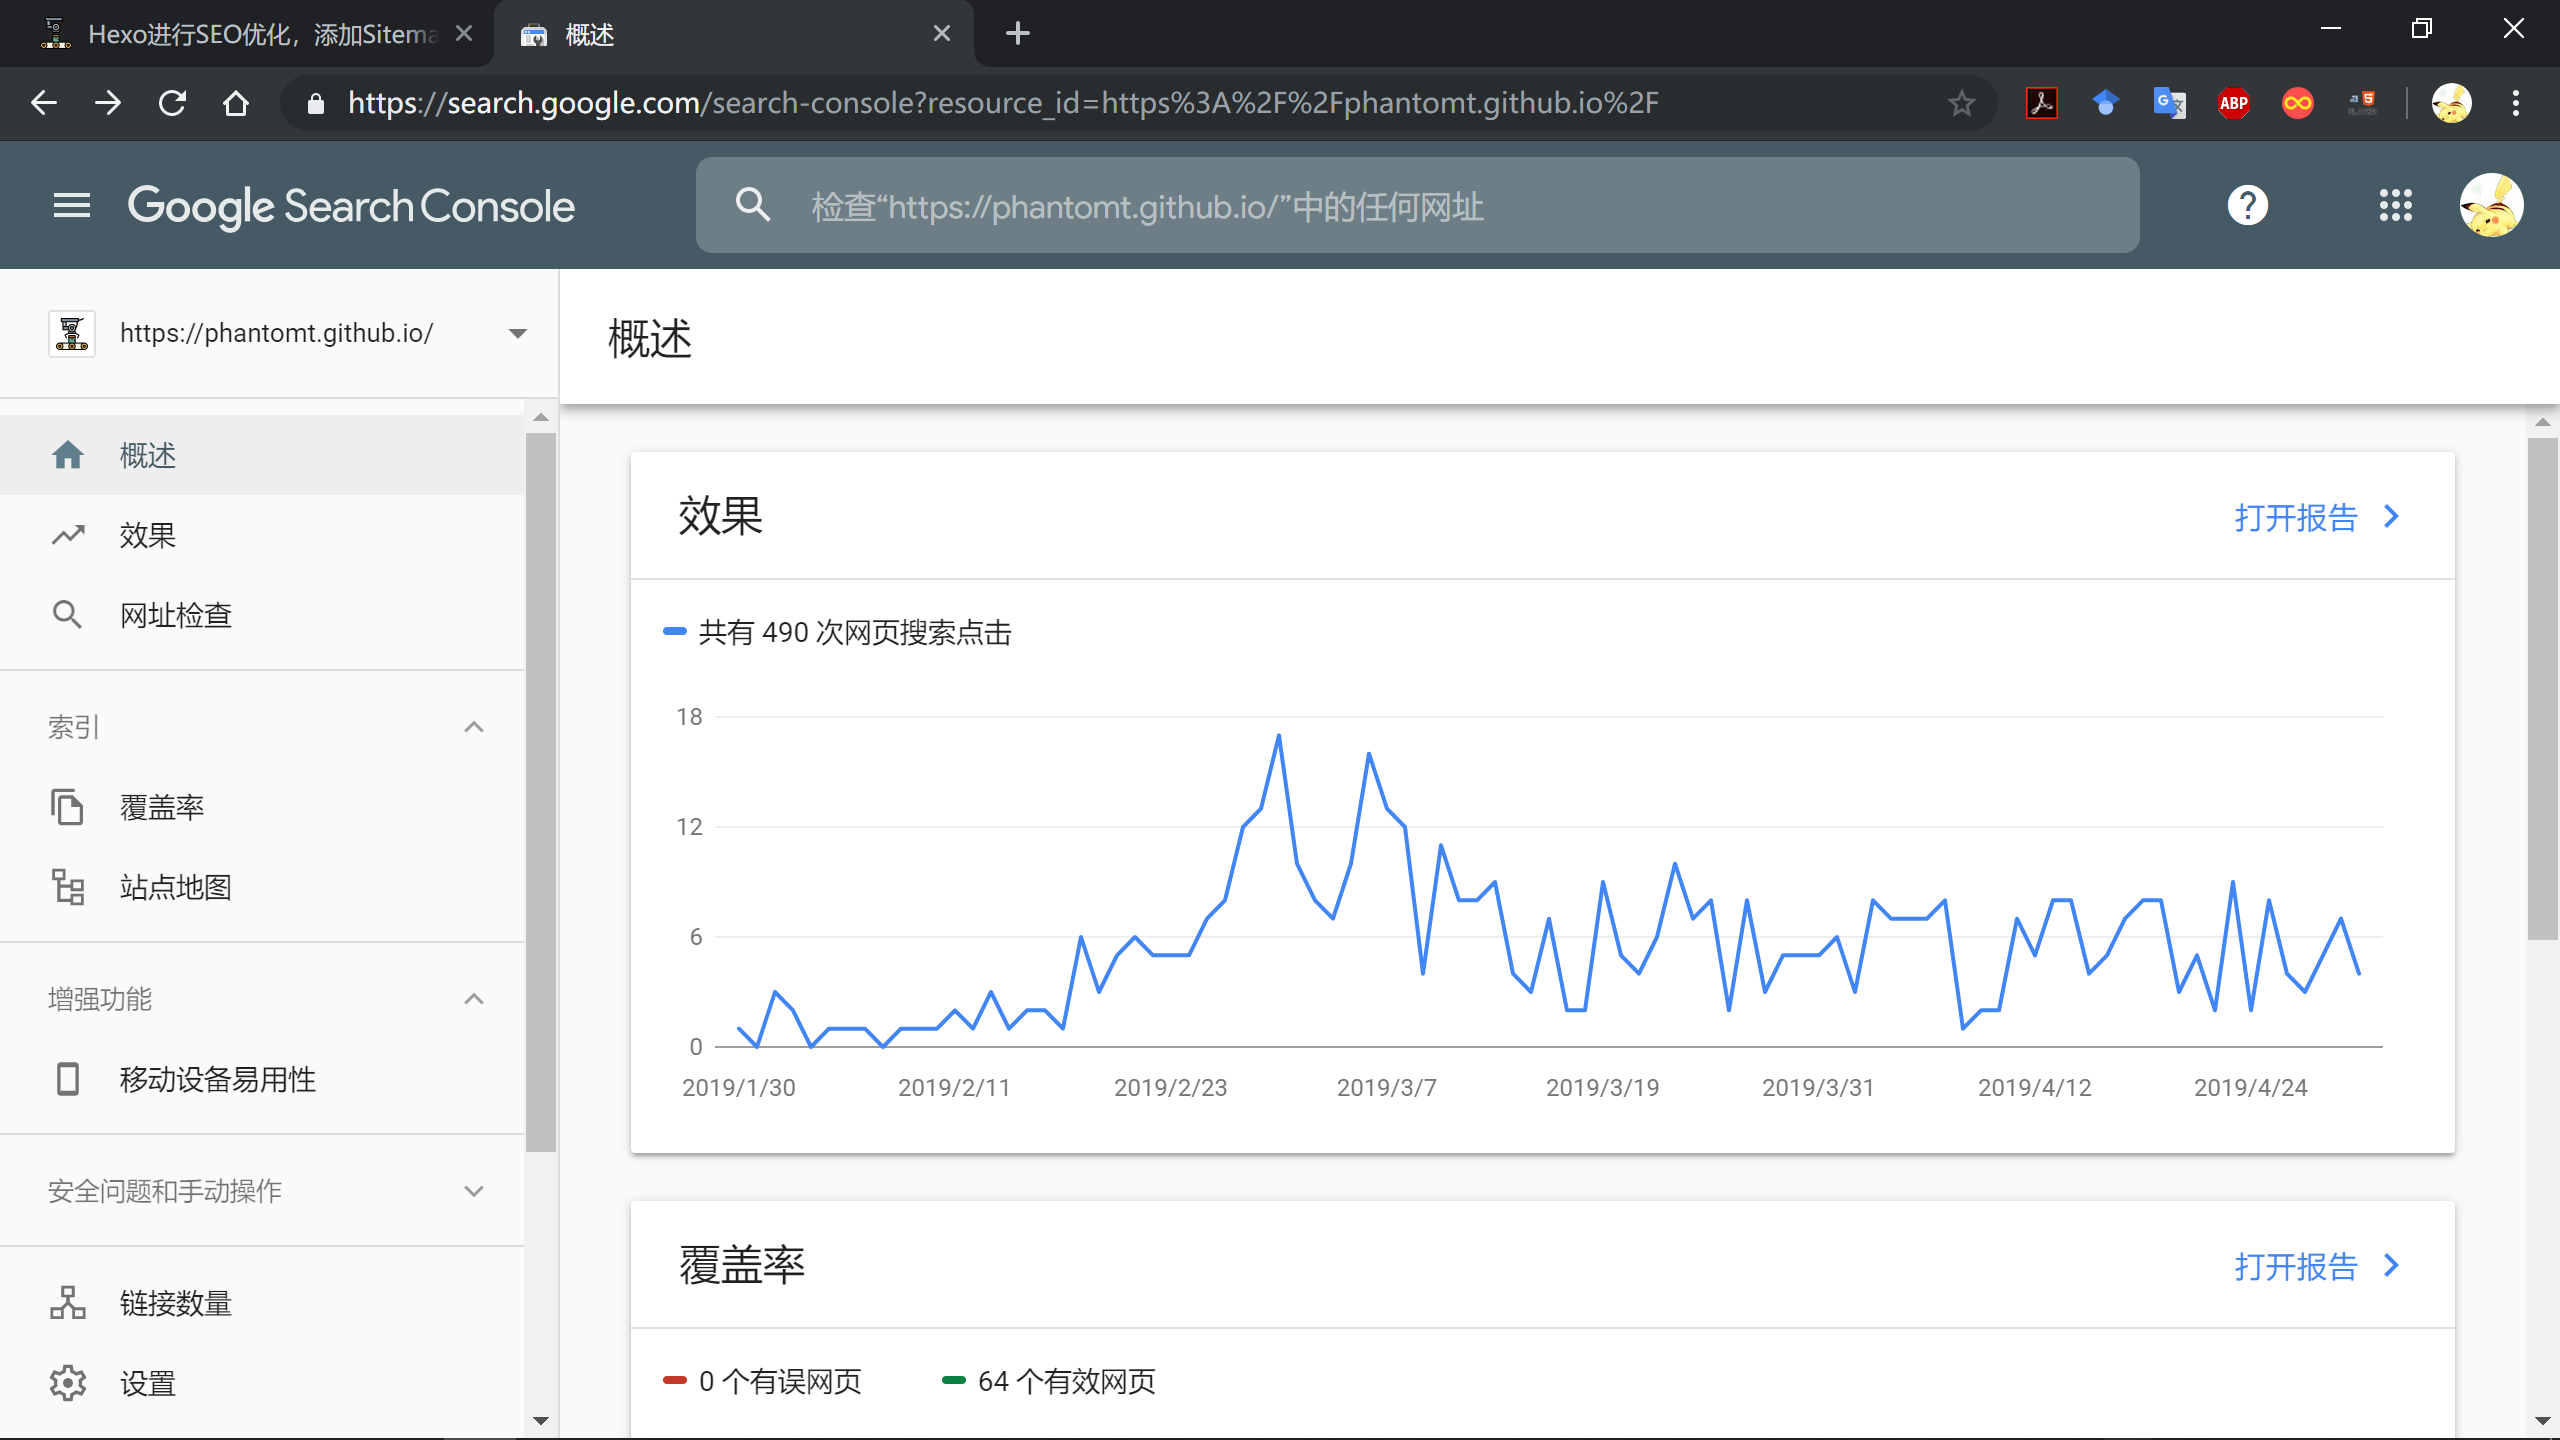 Hexo进行SEO优化，添加Sitema
概述
https://search.google.com/search-console?resource_id=https%3A%2F%2Fphantomt.github.io%2F
ABP
Google Search Console
检查“https://phantomt.github.io/”中的任何网址
https://phantomt.github.io/
概述
效果
网址检查
索引
覆盖率
站点地图
增强功能
移动设备易用性
安全问题和手动操作
链接数量
设置
概述
效果
打开报告
共有 490 次网页搜索点击
18
12
6
0
2019/1/30
2019/2/11
2019/2/23
2019/3/7
2019/3/19
2019/3/31
2019/4/12
2019/4/24
覆盖率
打开报告
0 个有误网页
64 个有效网页